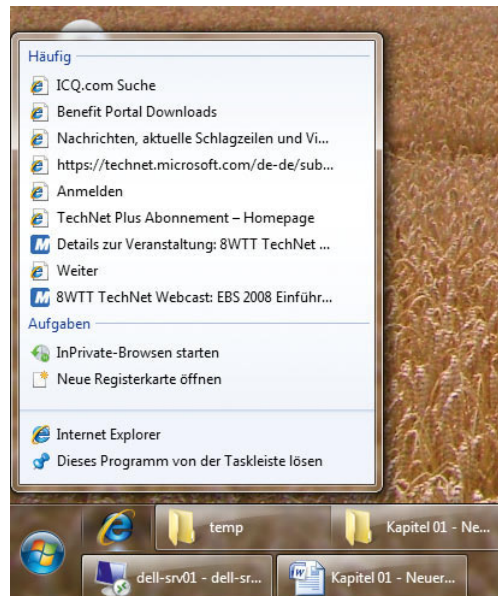 Häufig
ICQ.com Suche
Benefit Portal Downloads
Nachrichten, aktuelle Schlagzeilen und Vi...
https://technet.microsoft.com/de-de/sub...
Anmelden
TechNet Plus Abonnement – Homepage
Details zur Veranstaltung: 8WTT TechNet ...
Weiter
8WTT TechNet Webcast: EBS 2008 Einführ...
Aufgaben
InPrivate-Browsen starten
Neue Registerkarte öffnen
Internet Explorer
Dieses Programm von der Taskleiste lösen
temp
Kapitel 01 - Ne...
dell-srv01 - dell-sr...
Kapitel 01 - Neuer...